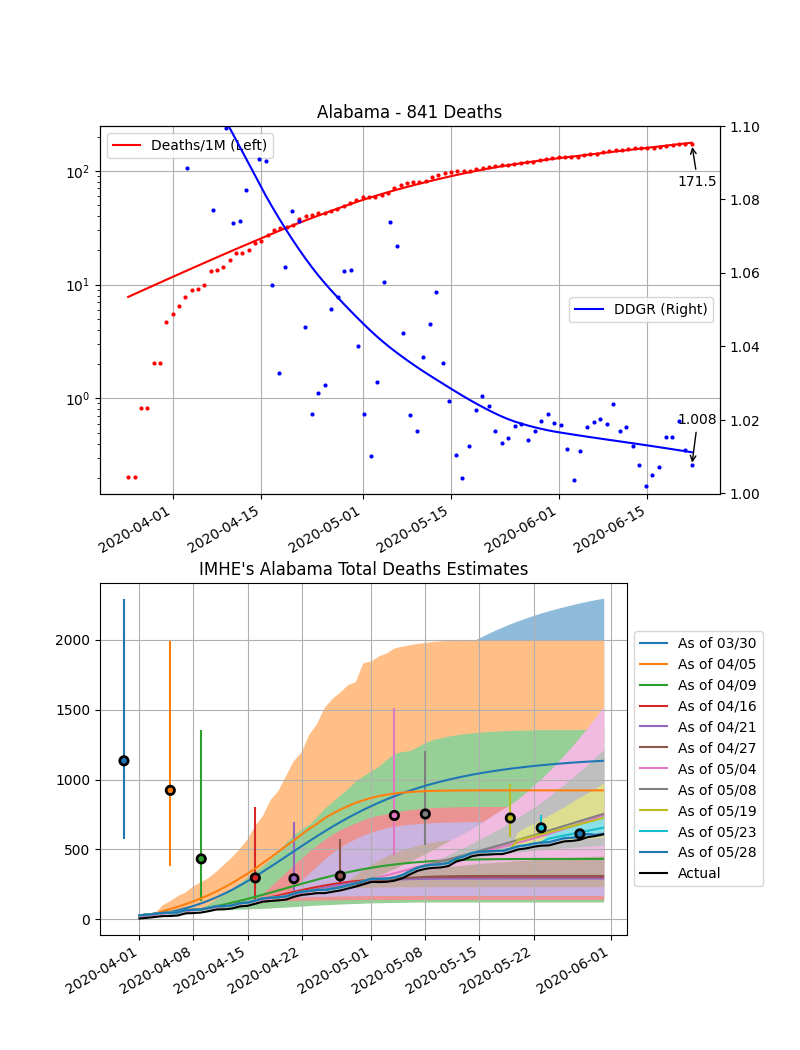 Alabama - 841 Deaths
Deaths/1M (Left)
DDGR (Right)
171.5
1.008
10²
10¹
10⁰
1.10
1.08
1.06
1.04
1.02
1.00
2020-04-01
2020-04-15
2020-05-01
2020-05-15
2020-06-01
2020-06-15
IMHE's Alabama Total Deaths Estimates
2000
1500
1000
500
0
2020-04-01
2020-04-08
2020-04-15
2020-04-22
2020-05-01
2020-05-08
2020-05-15
2020-05-22
2020-06-01
As of 03/30
As of 04/05
As of 04/09
As of 04/16
As of 04/21
As of 04/27
As of 05/04
As of 05/08
As of 05/19
As of 05/23
As of 05/28
Actual